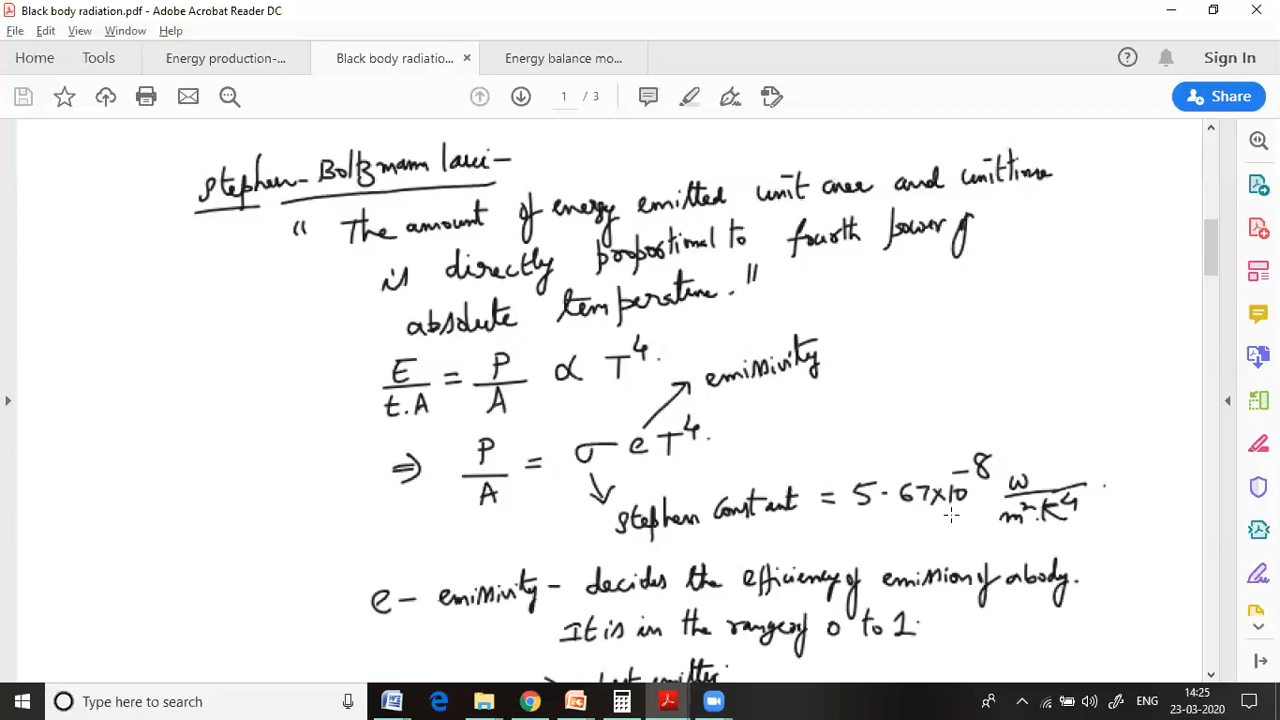 Black body radiation.pdf - Adobe Acrobat Reader DC
File Edit View Window Help
Home Tools Energy production-... Black body radiatio... × Energy balance mo... Sign In
1 / 3 Share
Stephen-Boltzmann law-
" The amount of energy emitted unit area and unit time
is directly proportional to fourth power of
absolute temperature. "
E/t.A = P/A ∝ T⁴.
emissivity
⇒ P/A = σ e T⁴.
Stephen constant = 5.67×10⁻⁸ W/m².K⁴.
e - emissivity - decides the efficiency of emission of a body.
It is in the range of 0 to 1.
best emitter
Type here to search
ENG 14:25
23-03-2020